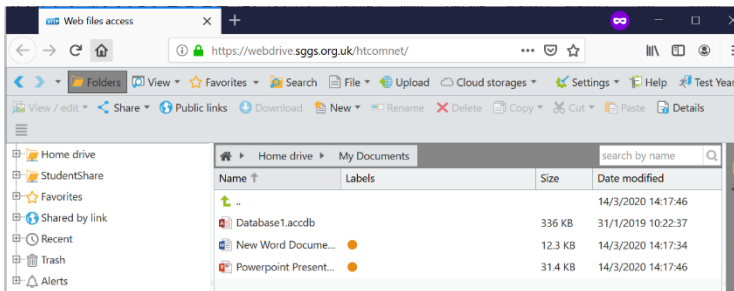 Web files access
https://webdrive.sggs.org.uk/htcomnet/
Folders View Favorites Search File Upload Cloud storages Settings Help Test Year
View / edit Share Public links Download New Rename Delete Copy Cut Paste Details
Home drive
StudentShare
Favorites
Shared by link
Recent
Trash
Alerts
Home drive My Documents search by name
Name Labels Size Date modified
.. 14/3/2020 14:17:46
Database1.accdb 336 KB 31/1/2019 10:22:37
New Word Docume... 12.3 KB 14/3/2020 14:17:34
Powerpoint Present... 31.4 KB 14/3/2020 14:17:46